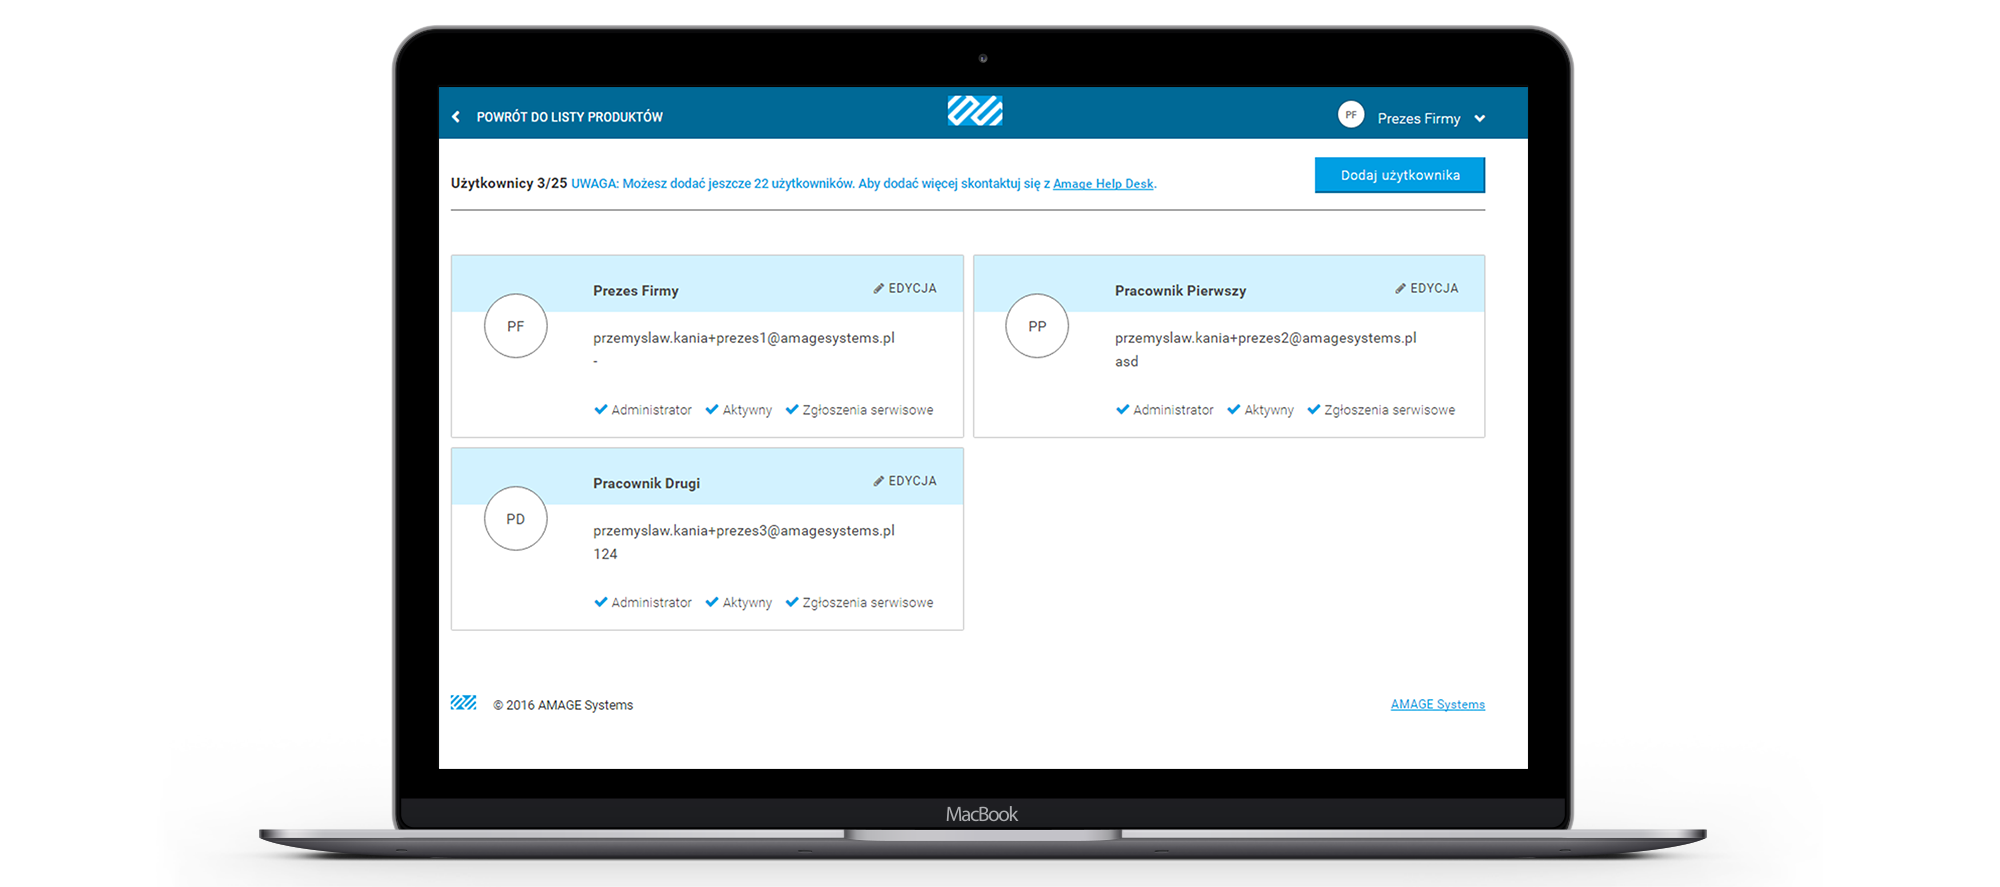 POWRÓT DO LISTY PRODUKTÓW
PF Prezes Firmy
Użytkownicy 3/25 UWAGA: Możesz dodać jeszcze 22 użytkowników. Aby dodać więcej skontaktuj się z Amage Help Desk.
Dodaj użytkownika
PF
Prezes Firmy
EDYCJA
przemyslaw.kania+prezes1@amagesystems.pl
-
Administrator Aktywny Zgłoszenia serwisowe
PP
Pracownik Pierwszy
EDYCJA
przemyslaw.kania+prezes2@amagesystems.pl
asd
Administrator Aktywny Zgłoszenia serwisowe
PD
Pracownik Drugi
EDYCJA
przemyslaw.kania+prezes3@amagesystems.pl
124
Administrator Aktywny Zgłoszenia serwisowe
© 2016 AMAGE Systems
AMAGE Systems
MacBook